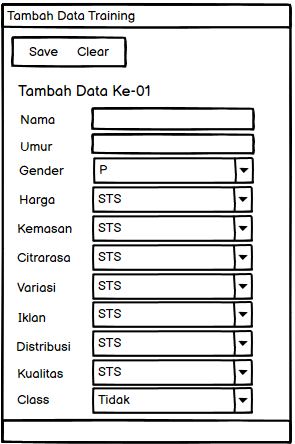 Tambah Data Training
Save Clear
Tambah Data Ke-01
Nama
Umur
Gender P
Harga STS
Kemasan STS
Citrarasa STS
Variasi STS
Iklan STS
Distribusi STS
Kualitas STS
Class Tidak